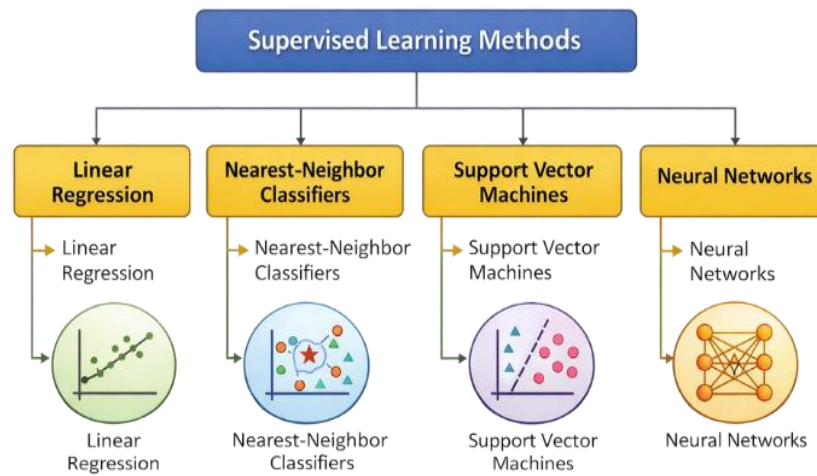 Supervised Learning Methods
Linear
Regression
Nearest-Neighbor
Classifiers
Support Vector
Machines
Neural Networks
Linear
Regression
Nearest-Neighbor
Classifiers
Support Vector
Machines
Neural
Networks
Linear
Regression
Nearest-Neighbor
Classifiers
Support Vector
Machines
Neural Networks